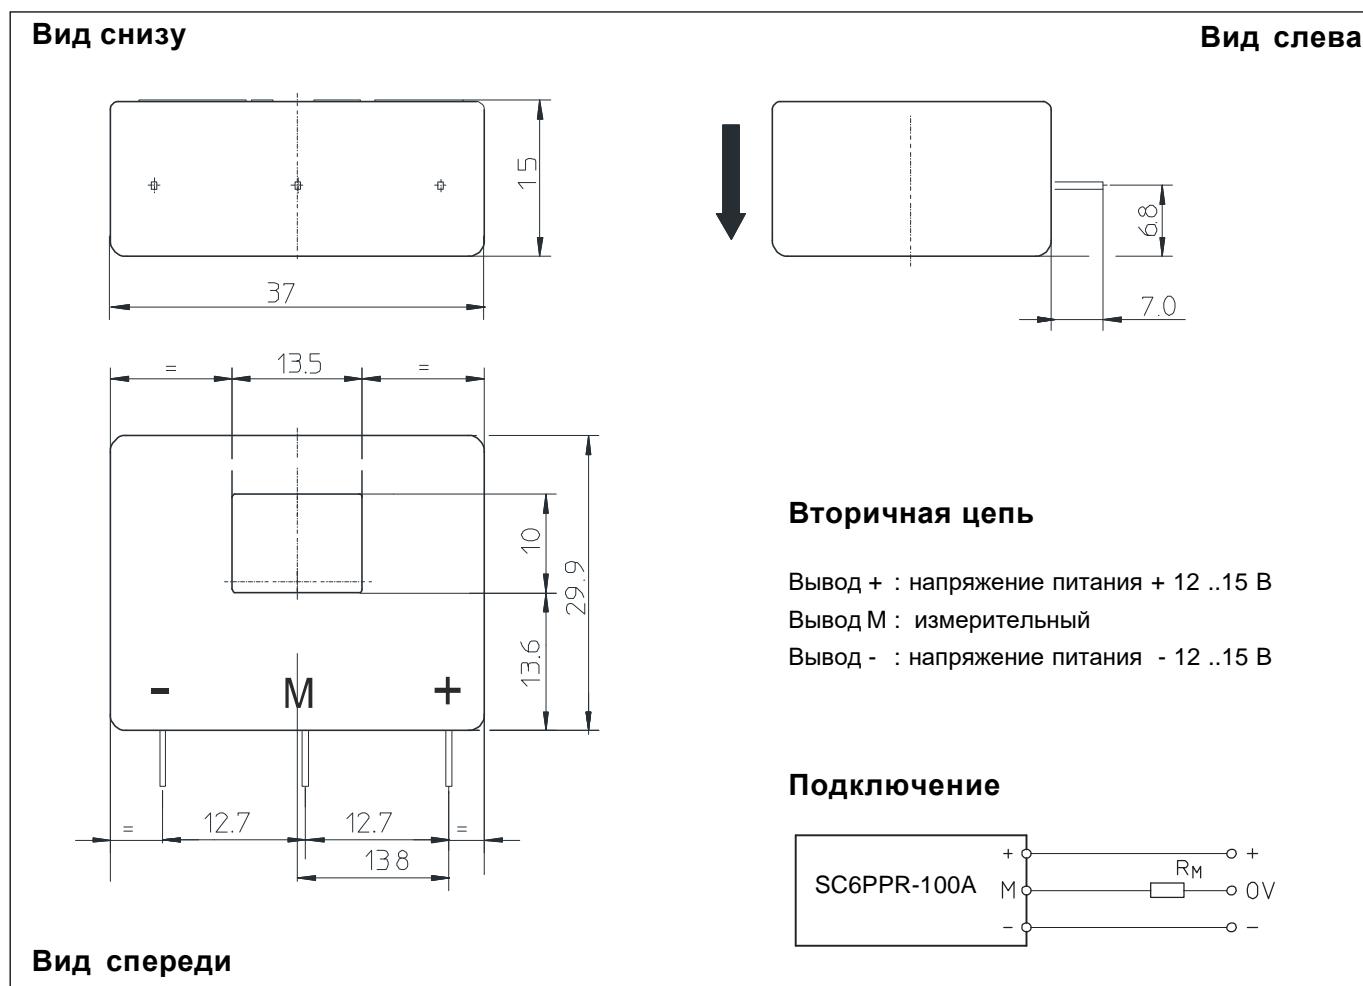 Вид снизу
Вид слева
15
37
6.8
7.0
= 13.5 =
10
29.9
13.6
- M +
= 12.7 12.7 =
13.8
Вид спереди
Вторичная цепь
Вывод + : напряжение питания + 12 ..15 В
Вывод М : измерительный
Вывод - : напряжение питания - 12 ..15 В
Подключение
SC6PPR-100A
+ +
M RM 0V
- -